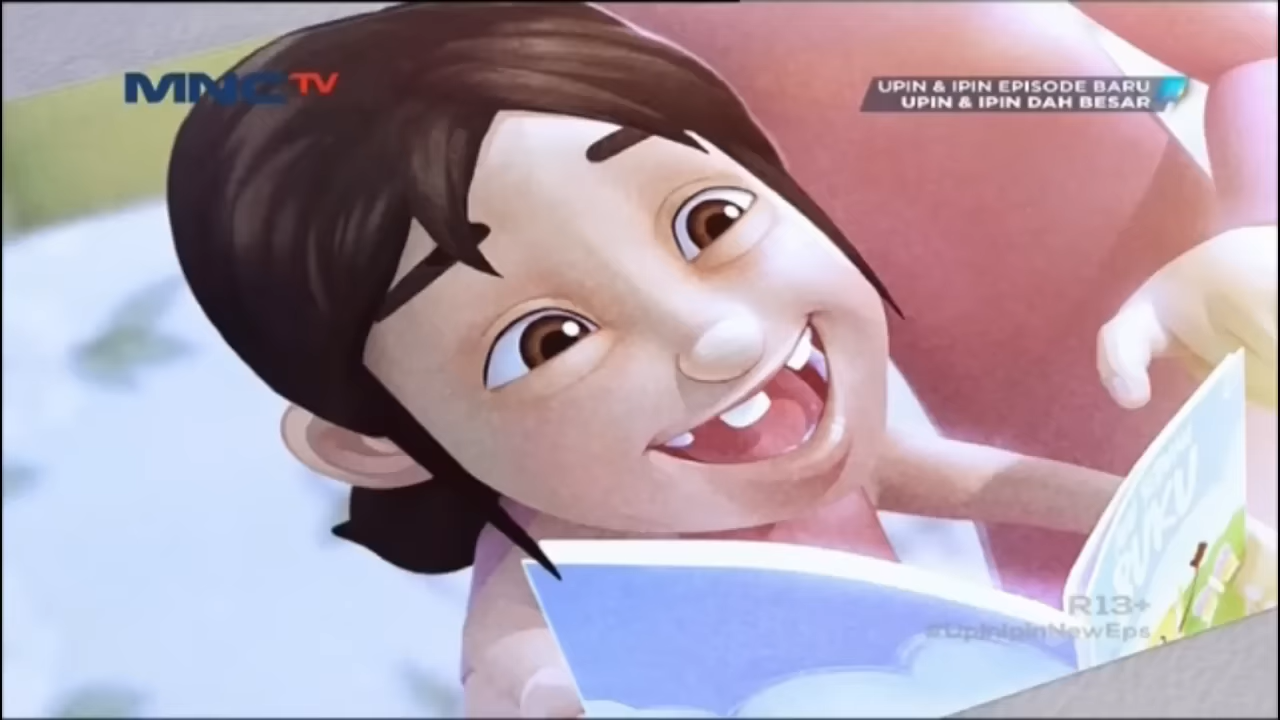 MNCTV
UPIN & IPIN EPISODE BARU
UPIN & IPIN DAH BESAR
R13+
#UpinIpinNewEps